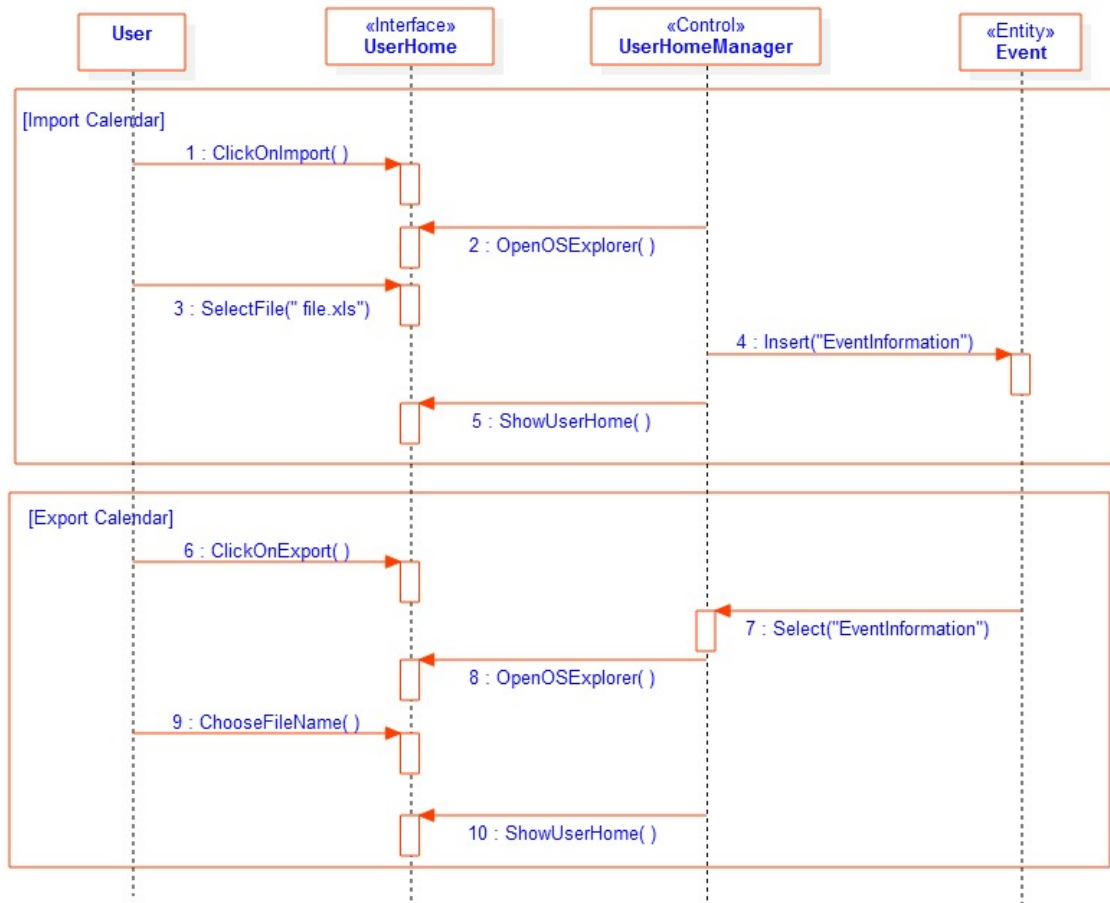 User
«Interface»
UserHome
«Control»
UserHomeManager
«Entity»
Event
[Import Calendar]
1 : ClickOnImport( )
2 : OpenOSExplorer( )
3 : SelectFile(" file.xls")
4 : Insert("EventInformation")
5 : ShowUserHome( )
[Export Calendar]
6 : ClickOnExport( )
7 : Select("EventInformation")
8 : OpenOSExplorer( )
9 : ChooseFileName( )
10 : ShowUserHome( )